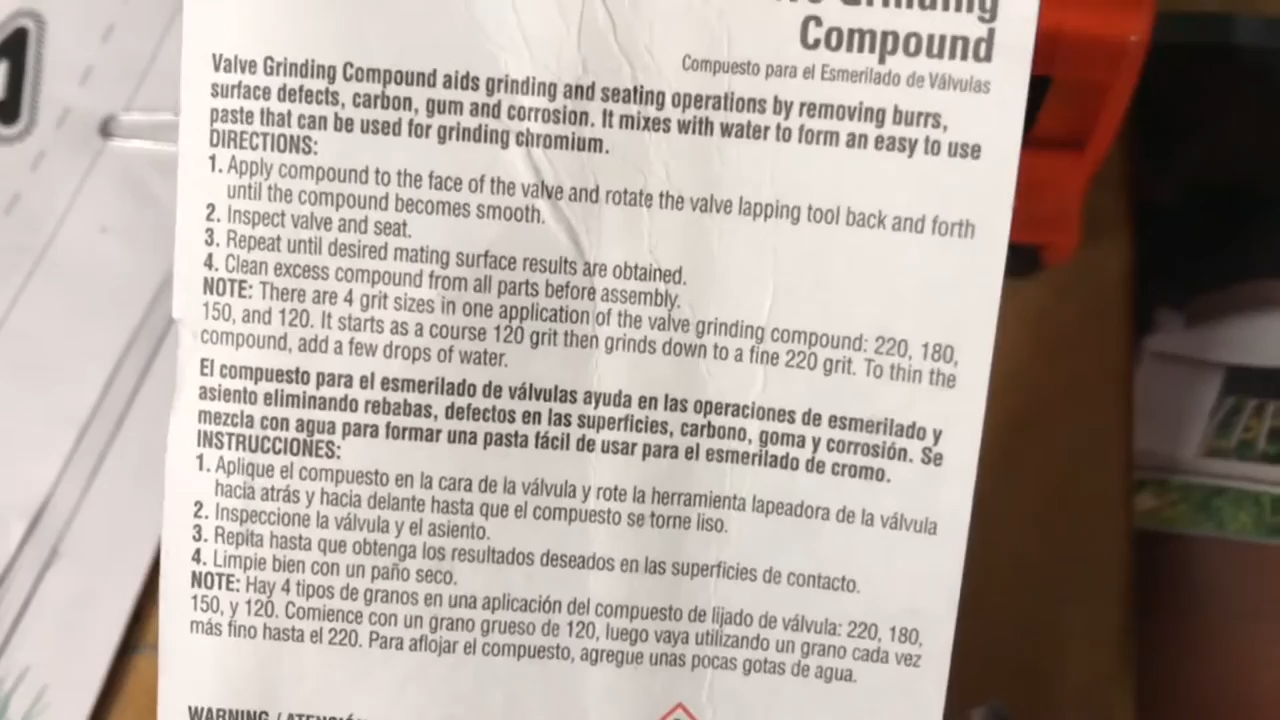 Grinding
Compound
Compuesto para el Esmerilado de Válvulas
Valve Grinding Compound aids grinding and seating operations by removing burrs,
surface defects, carbon, gum and corrosion. It mixes with water to form an easy to use
paste that can be used for grinding chromium.
DIRECTIONS:
1. Apply compound to the face of the valve and rotate the valve lapping tool back and forth
until the compound becomes smooth.
2. Inspect valve and seat.
3. Repeat until desired mating surface results are obtained.
4. Clean excess compound from all parts before assembly.
NOTE: There are 4 grit sizes in one application of the valve grinding compound: 220, 180,
150, and 120. It starts as a course 120 grit then grinds down to a fine 220 grit. To thin the
compound, add a few drops of water.
El compuesto para el esmerilado de válvulas ayuda en las operaciones de esmerilado y
asiento eliminando rebabas, defectos en las superficies, carbono, goma y corrosión. Se
mezcla con agua para formar una pasta fácil de usar para el esmerilado de cromo.
INSTRUCCIONES:
1. Aplique el compuesto en la cara de la válvula y rote la herramienta lapeadora de la válvula
hacia atrás y hacia delante hasta que el compuesto se torne liso.
2. Inspeccione la válvula y el asiento.
3. Repita hasta que obtenga los resultados deseados en las superficies de contacto.
4. Limpie bien con un paño seco.
NOTE: Hay 4 tipos de granos en una aplicación del compuesto de lijado de válvula: 220, 180,
150, y 120. Comience con un grano grueso de 120, luego vaya utilizando un grano cada vez
más fino hasta el 220. Para aflojar el compuesto, agregue unas pocas gotas de agua.
WARNING / ATENCIÓ